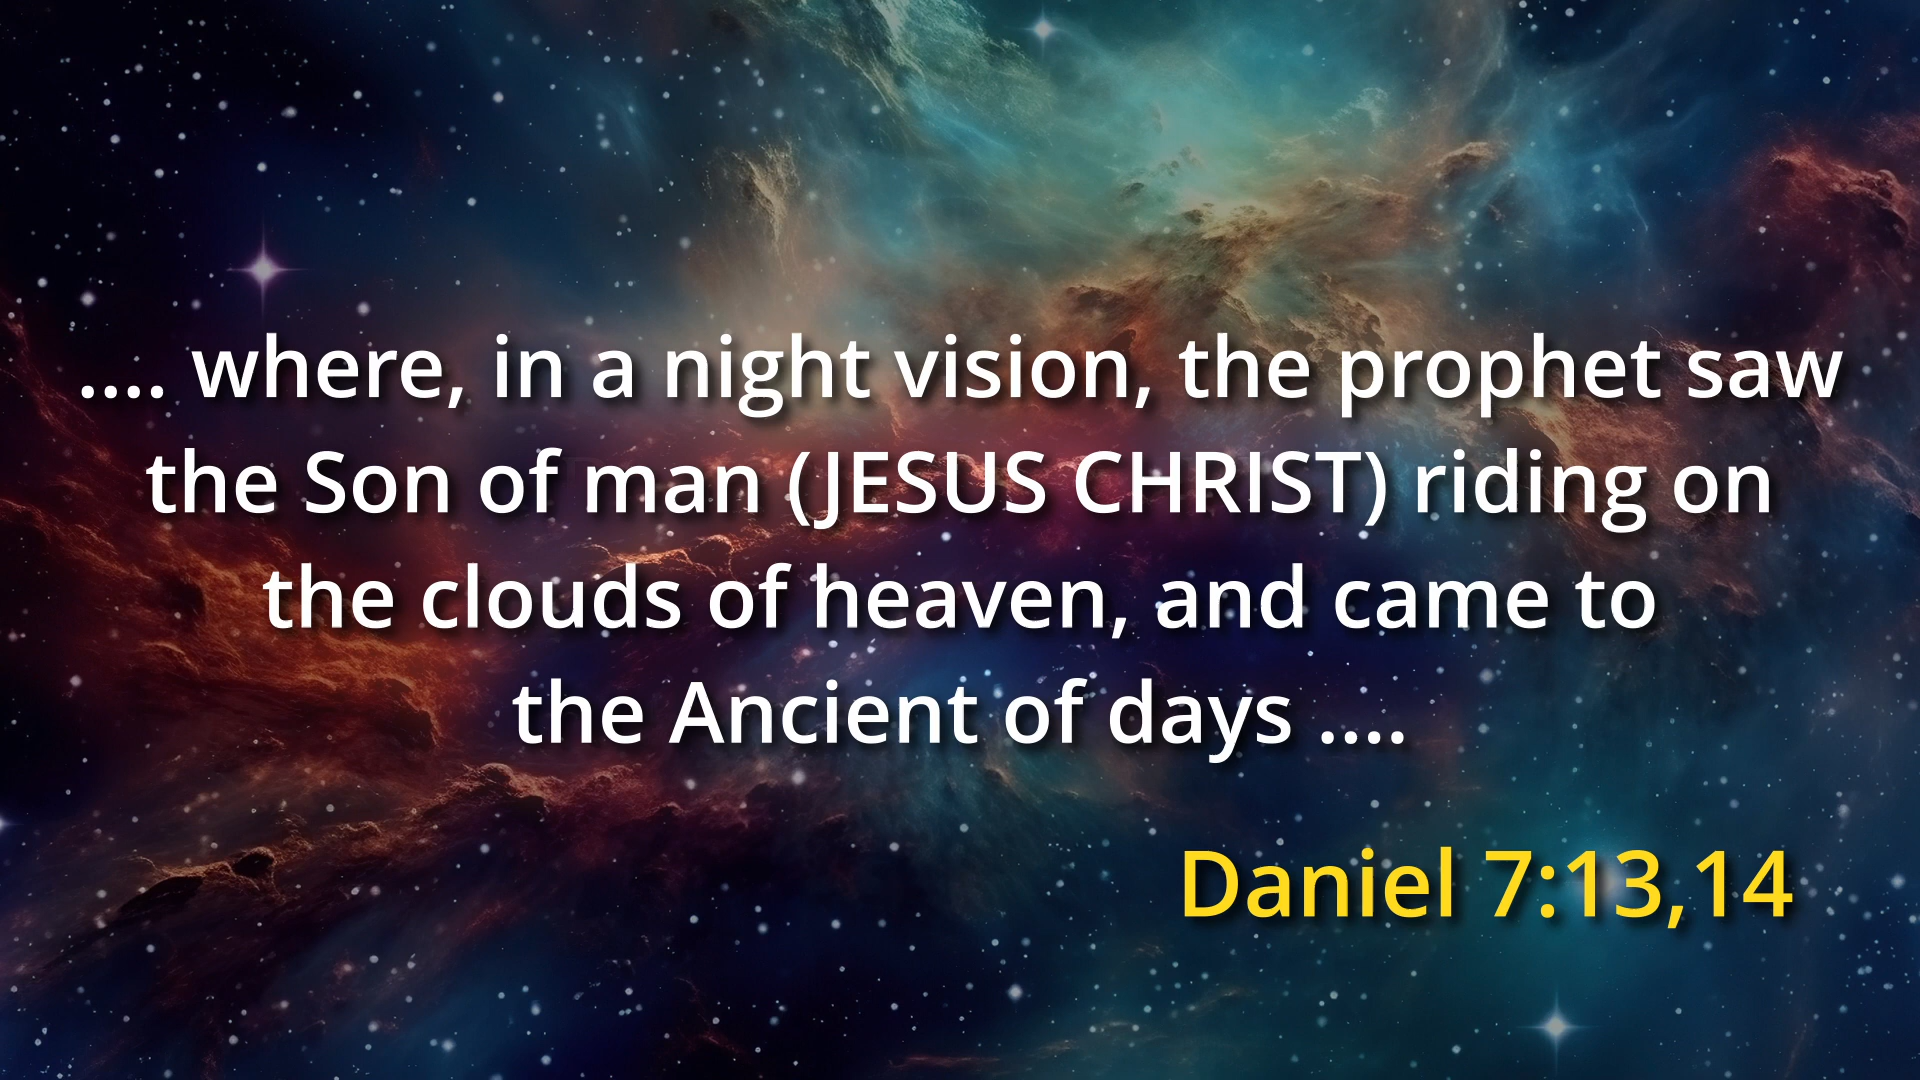 .... where, in a night vision, the prophet saw
the Son of man (JESUS CHRIST) riding on
the clouds of heaven, and came to
the Ancient of days ....
Daniel 7:13,14